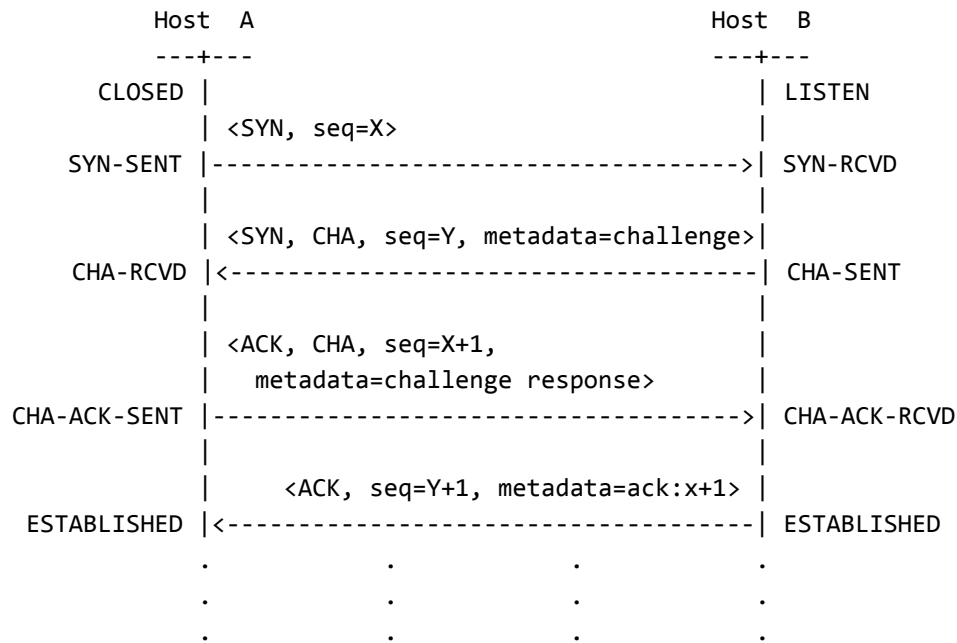 Host A Host B
---+--- ---+---
CLOSED | | LISTEN
| <SYN, seq=X> |
SYN-SENT |------------------------------------->| SYN-RCVD
| |
| <SYN, CHA, seq=Y, metadata=challenge>|
CHA-RCVD |<-------------------------------------| CHA-SENT
| |
| <ACK, CHA, seq=X+1, |
| metadata=challenge response> |
CHA-ACK-SENT |------------------------------------->| CHA-ACK-RCVD
| |
| <ACK, seq=Y+1, metadata=ack:x+1> |
ESTABLISHED |<-------------------------------------| ESTABLISHED
. . . .
. . . .
. . . .